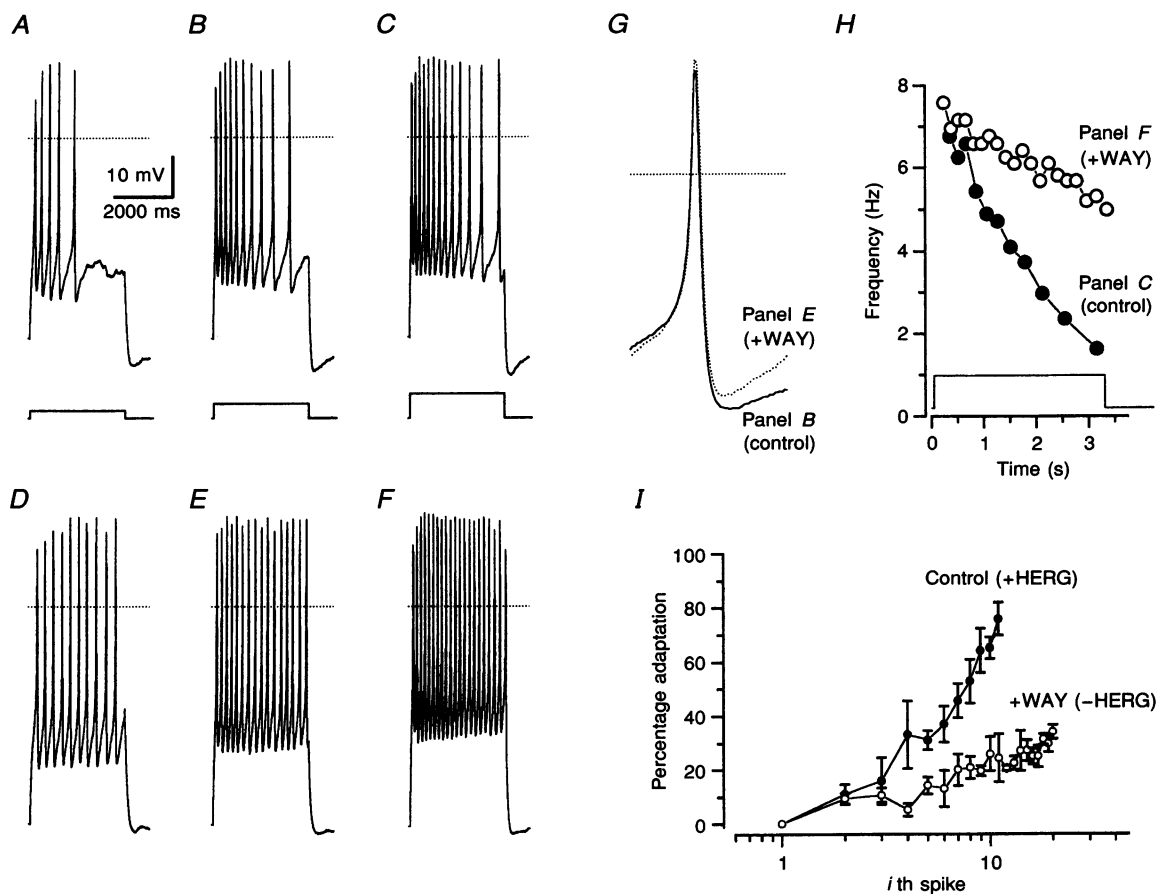 A
B
C
10 mV
2000 ms
D
E
F
G
Panel E
(+WAY)
Panel B
(control)
H
8
6
4
2
0
Frequency (Hz)
Panel F
(+WAY)
Panel C
(control)
0
1
2
3
Time (s)
I
100
80
60
40
20
0
Percentage adaptation
Control (+HERG)
+WAY (−HERG)
1
10
i th spike